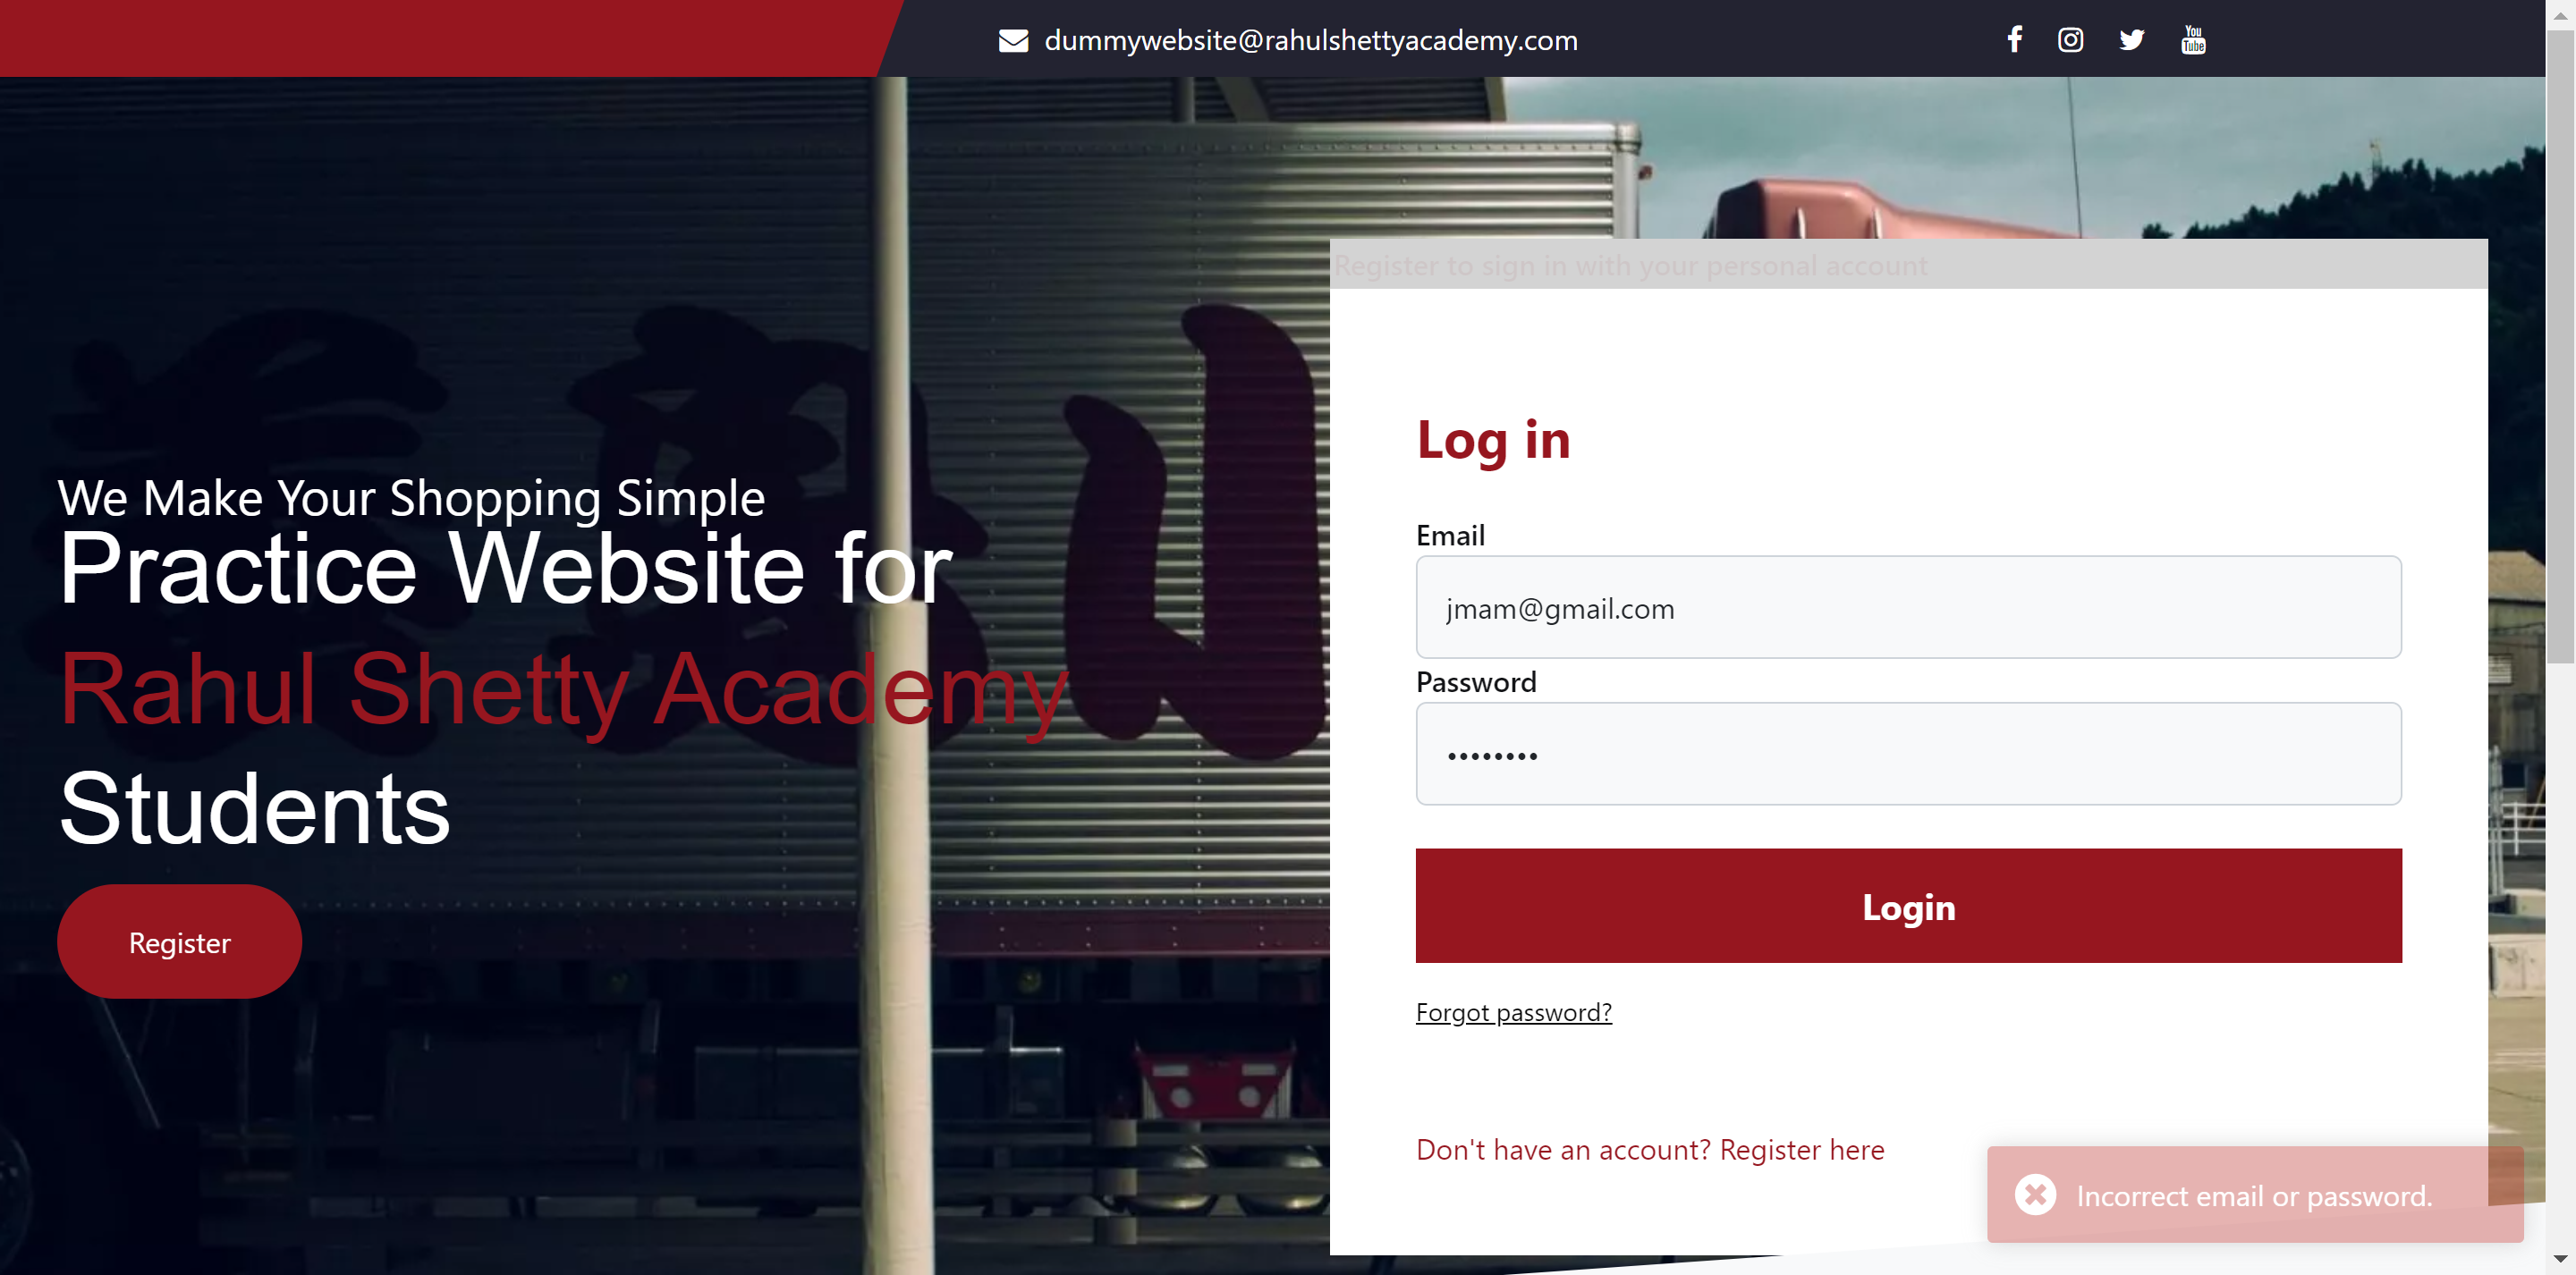 dummywebsite@rahulshettyacademy.com
You
Tube
Register to sign in with your personal account
We Make Your Shopping Simple
Practice Website for
Rahul Shetty Academy
Students
Register
Log in
Email
jmam@gmail.com
Password
Login
Forgot password?
Don't have an account? Register here
Incorrect email or password.